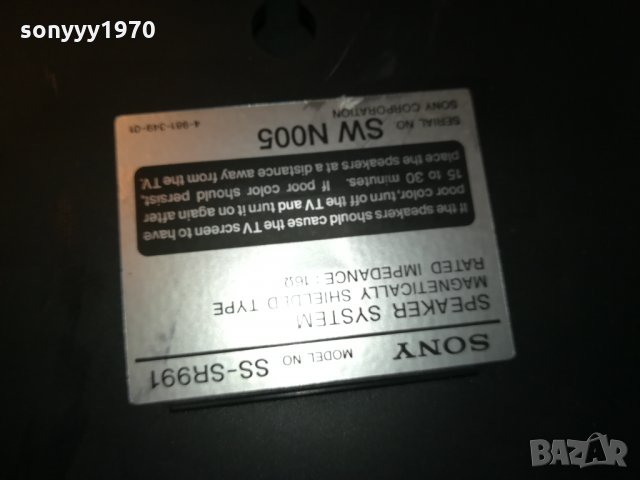 sonyyy1970
SONY MODEL NO SS-SR991
SPEAKER SYSTEM
MAGNETICALLY SHIELDED TYPE
RATED IMPEDANCE : 16Ω
If the speakers should cause the TV screen to have
poor color, turn off the TV and turn it on again after
15 to 30 minutes. If poor color should persist,
place the speakers at a distance away from the TV.
SERIAL NO. SW N005
SONY CORPORATION 4-981-349-01
BAZAR